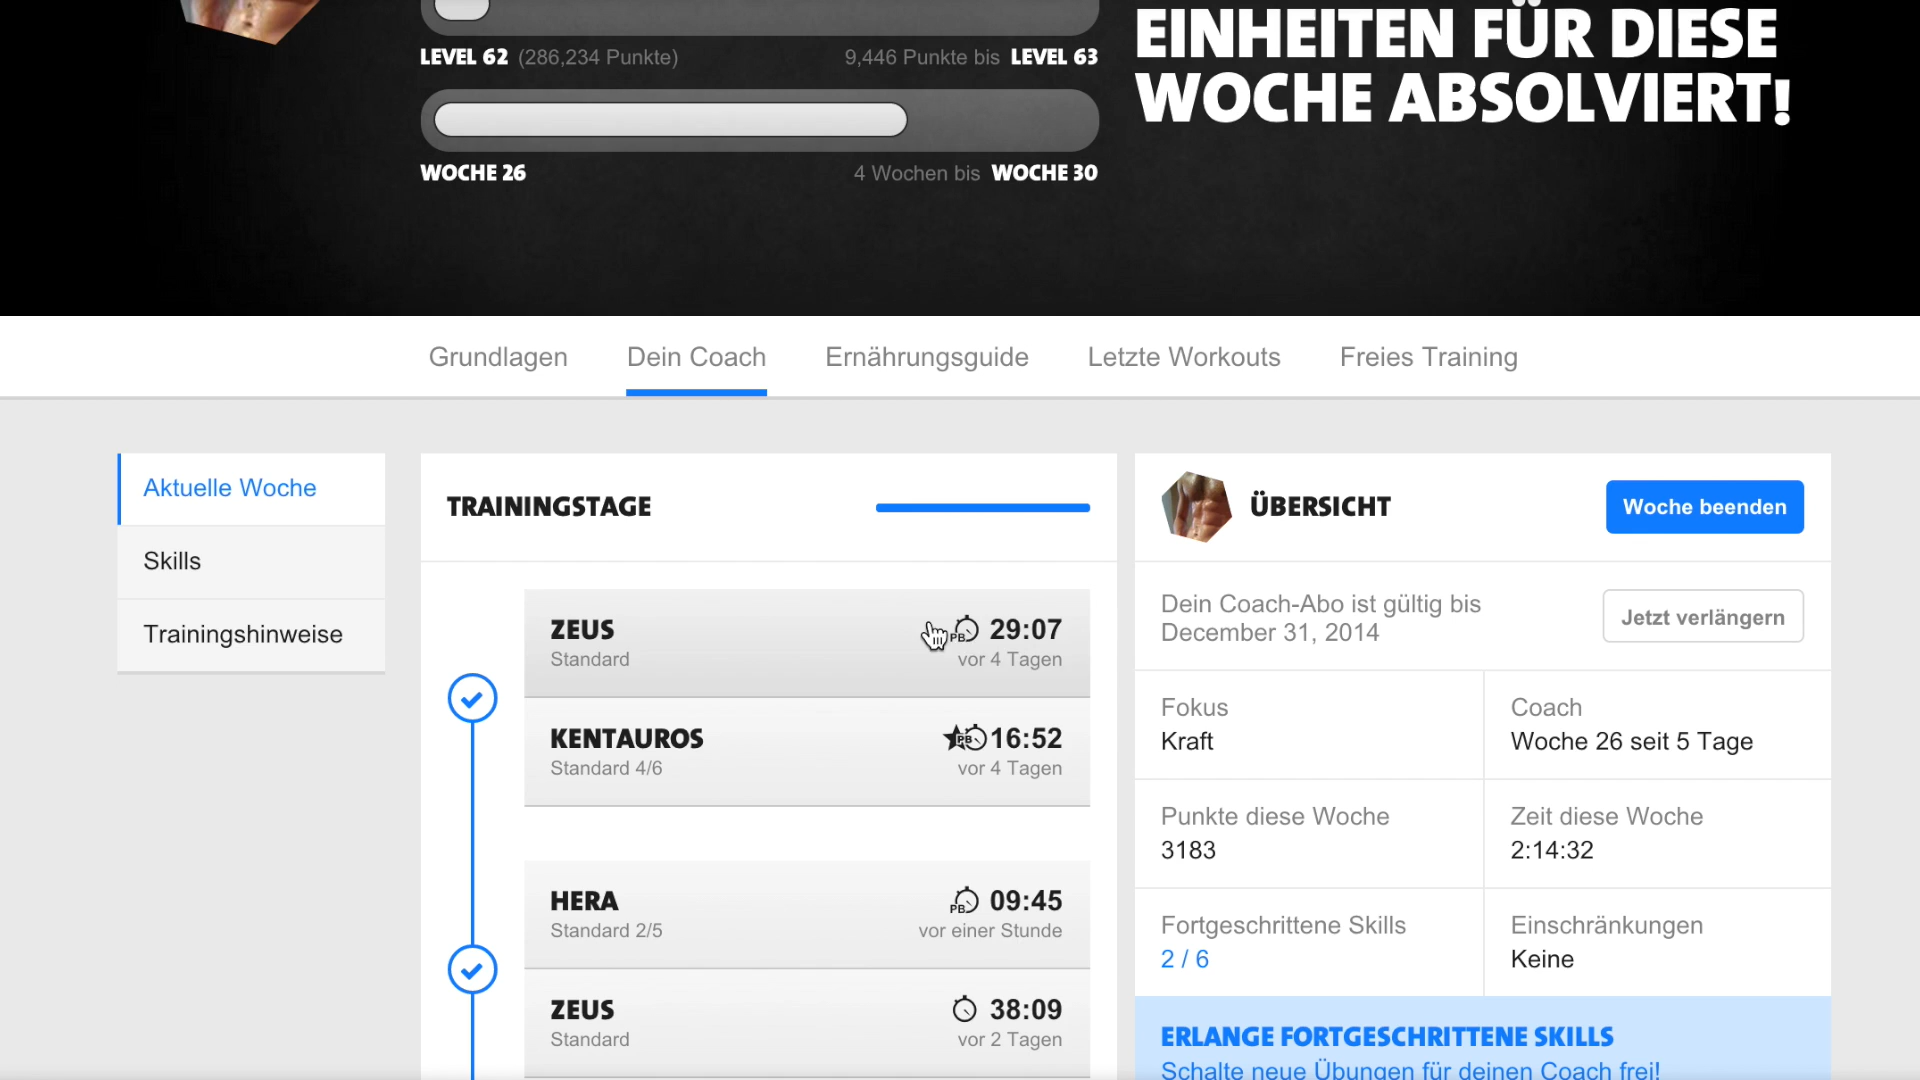 LEVEL 62 (286,234 Punkte) 9,446 Punkte bis LEVEL 63
WOCHE 26 4 Wochen bis WOCHE 30
EINHEITEN FÜR DIESE
WOCHE ABSOLVIERT!
Grundlagen Dein Coach Ernährungsguide Letzte Workouts Freies Training
Aktuelle Woche
Skills
Trainingshinweise
TRAININGSTAGE
ZEUS PB 29:07
Standard vor 4 Tagen
KENTAUROS PB 16:52
Standard 4/6 vor 4 Tagen
HERA PB 09:45
Standard 2/5 vor einer Stunde
ZEUS 38:09
Standard vor 2 Tagen
ÜBERSICHT Woche beenden
Dein Coach-Abo ist gültig bis
December 31, 2014
Jetzt verlängern
Fokus
Kraft
Coach
Woche 26 seit 5 Tage
Punkte diese Woche
3183
Zeit diese Woche
2:14:32
Fortgeschrittene Skills
2 / 6
Einschränkungen
Keine
ERLANGE FORTGESCHRITTENE SKILLS
Schalte neue Übungen für deinen Coach frei!